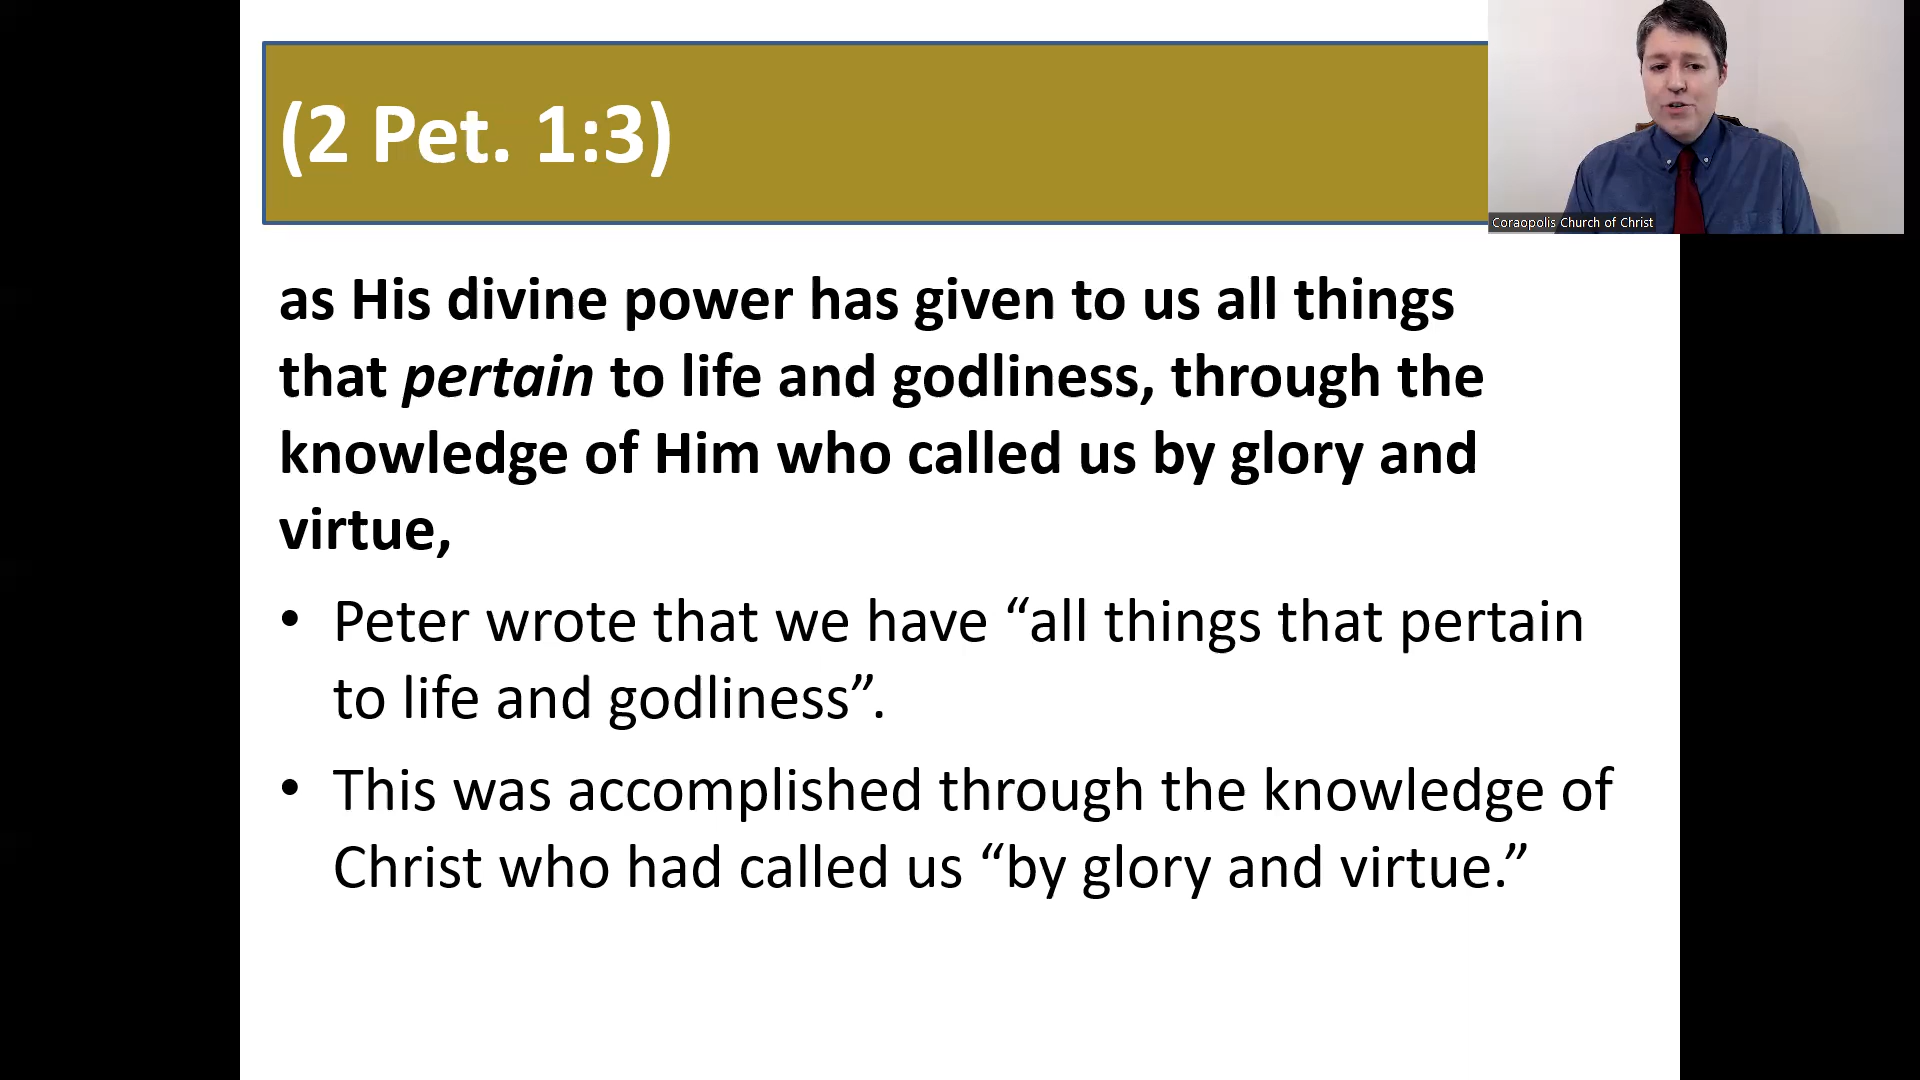 (2 Pet. 1:3)
Coraopolis Church of Christ
as His divine power has given to us all things
that pertain to life and godliness, through the
knowledge of Him who called us by glory and
virtue,
• Peter wrote that we have “all things that pertain
to life and godliness”.
• This was accomplished through the knowledge of
Christ who had called us “by glory and virtue.”